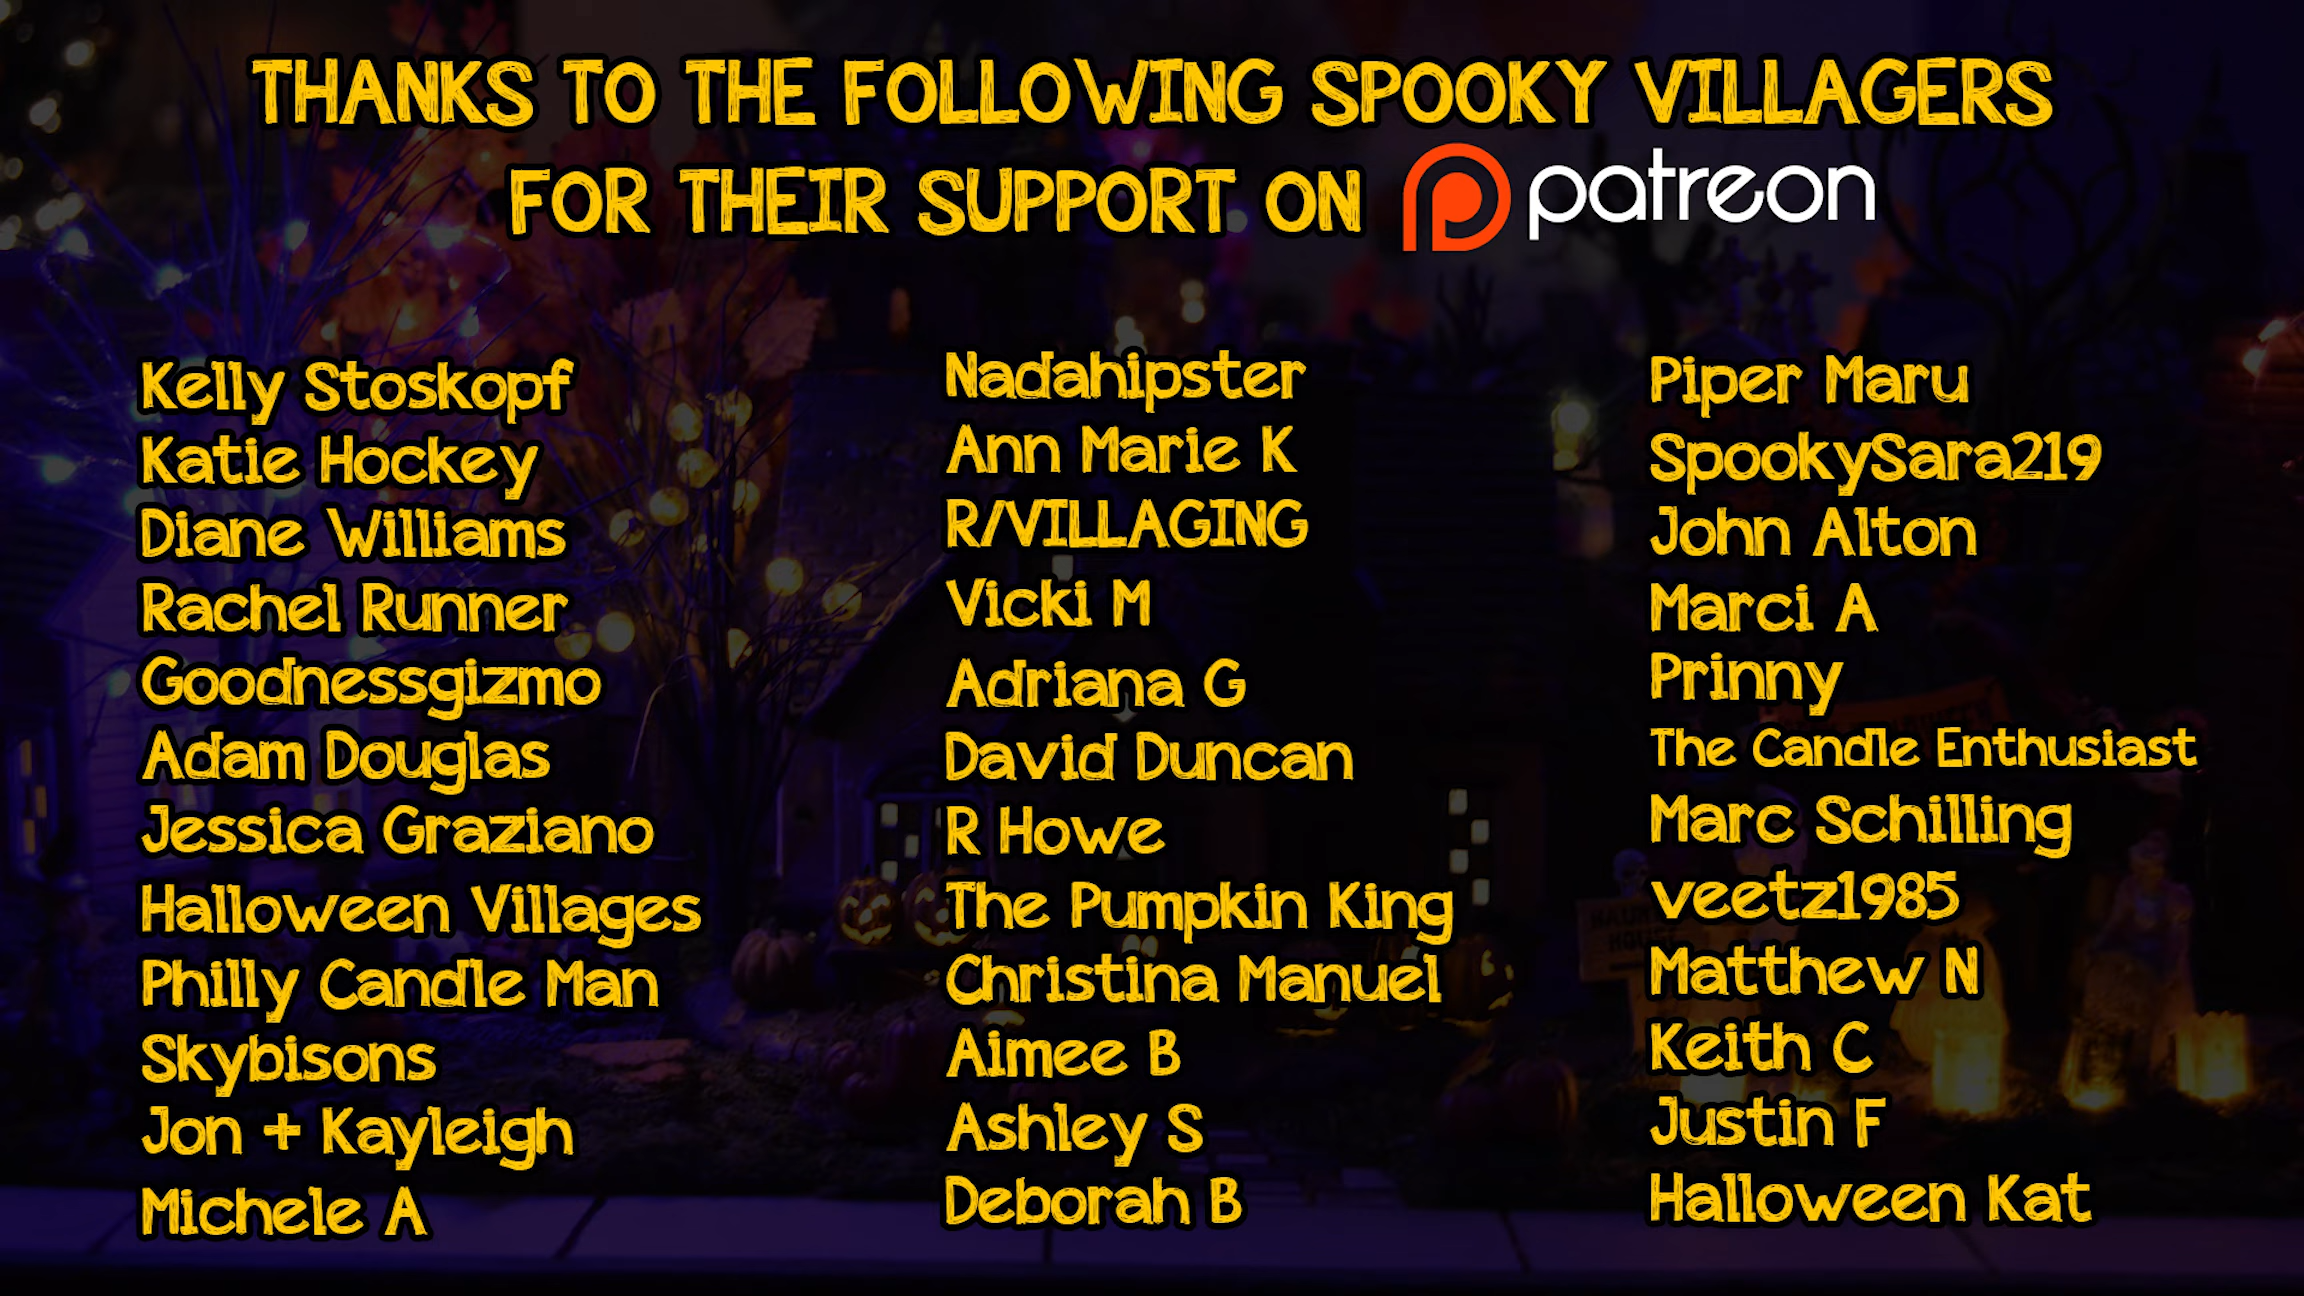 THANKS TO THE FOLLOWING SPOOKY VILLAGERS
FOR THEIR SUPPORT ON patreon
Kelly Stoskopf
Katie Hockey
Diane Williams
Rachel Runner
Goodnessgizmo
Adam Douglas
Jessica Graziano
Halloween Villages
Philly Candle Man
Skybisons
Jon + Kayleigh
Michele A
Nadahipster
Ann Marie K
R/VILLAGING
Vicki M
Adriana G
David Duncan
R Howe
The Pumpkin King
Christina Manuel
Aimee B
Ashley S
Deborah B
Piper Maru
SpookySara219
John Alton
Marci A
Prinny
The Candle Enthusiast
Marc Schilling
veetz1985
Matthew N
Keith C
Justin F
Halloween Kat